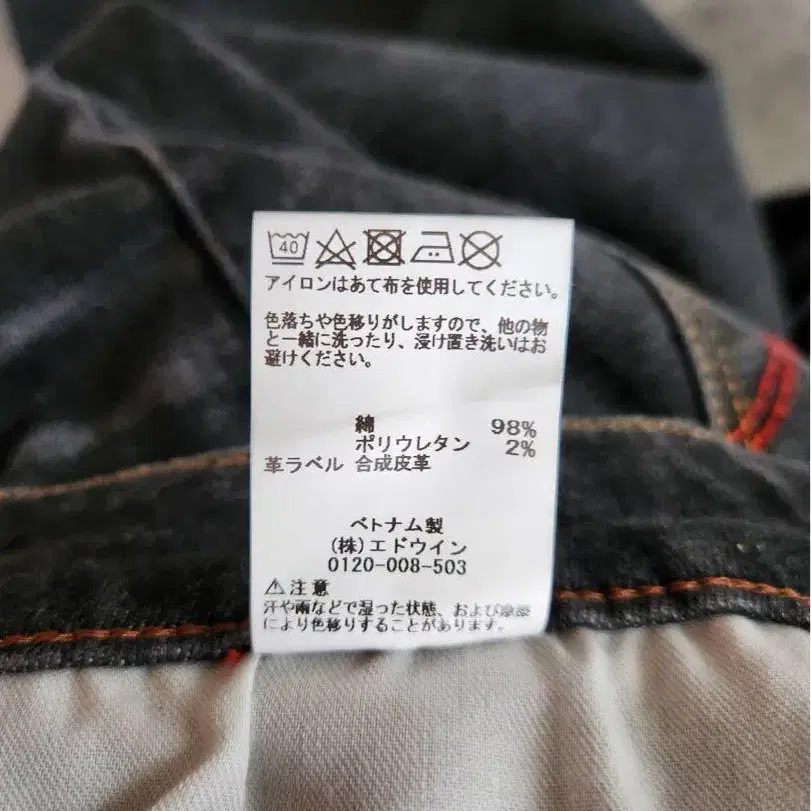 40
アイロンはあて布を使用してください。
色落ちや色移りがしますので、他の物
と一緒に洗ったり、浸け置き洗いはお
避けください。
綿 98%
ポリウレタン 2%
革ラベル 合成皮革
ベトナム製
(株)エドウイン
0120-008-503
⚠注意
汗や雨などで湿った状態、および摩擦
により色移りすることがあります。